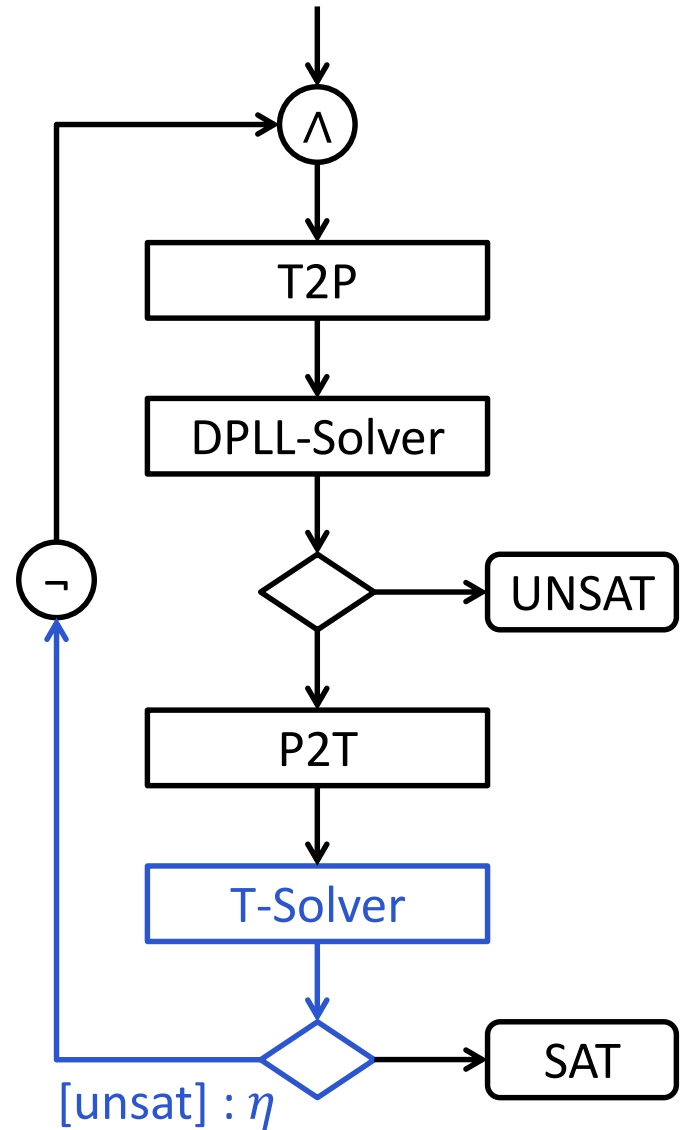 ∧
T2P
DPLL-Solver
¬
UNSAT
P2T
T-Solver
SAT
[unsat] : η